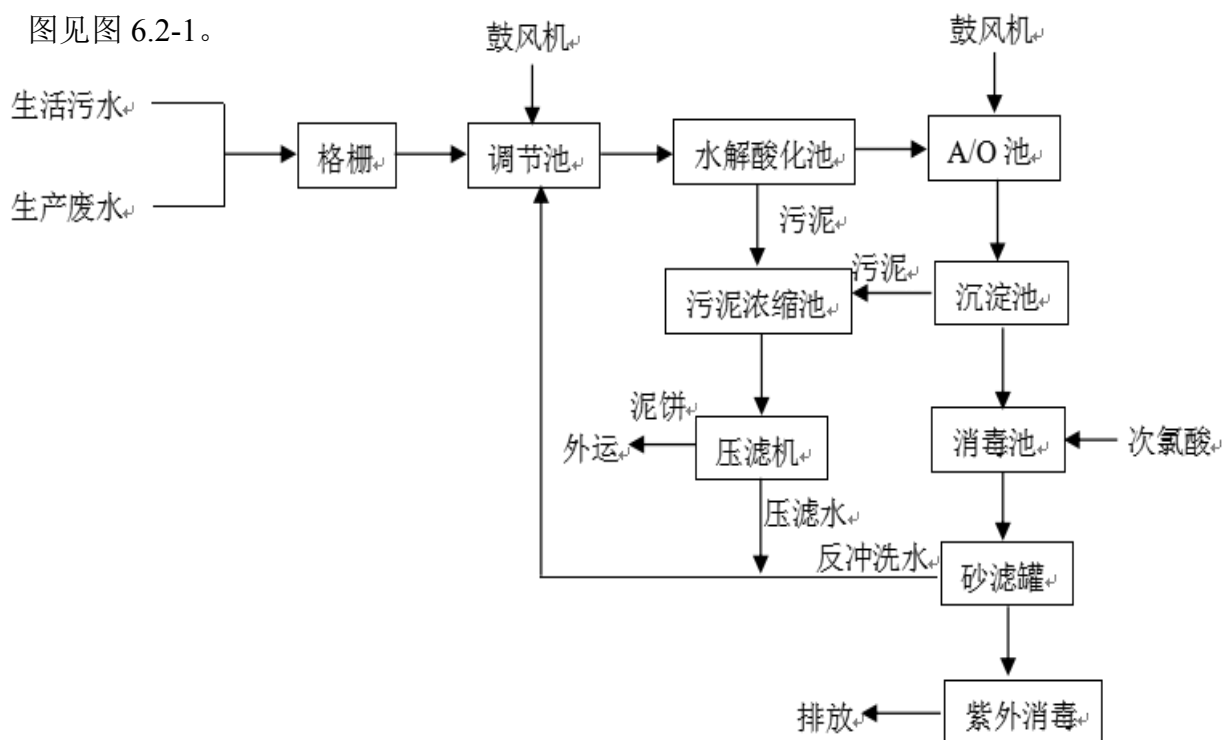 图见图 6.2-1。
鼓风机
鼓风机
生活污水
格栅
调节池
水解酸化池
A/O 池
生产废水
污泥
污泥
污泥浓缩池
沉淀池
泥饼
外运
压滤机
消毒池
次氯酸
压滤水
反冲洗水
砂滤罐
排放
紫外消毒